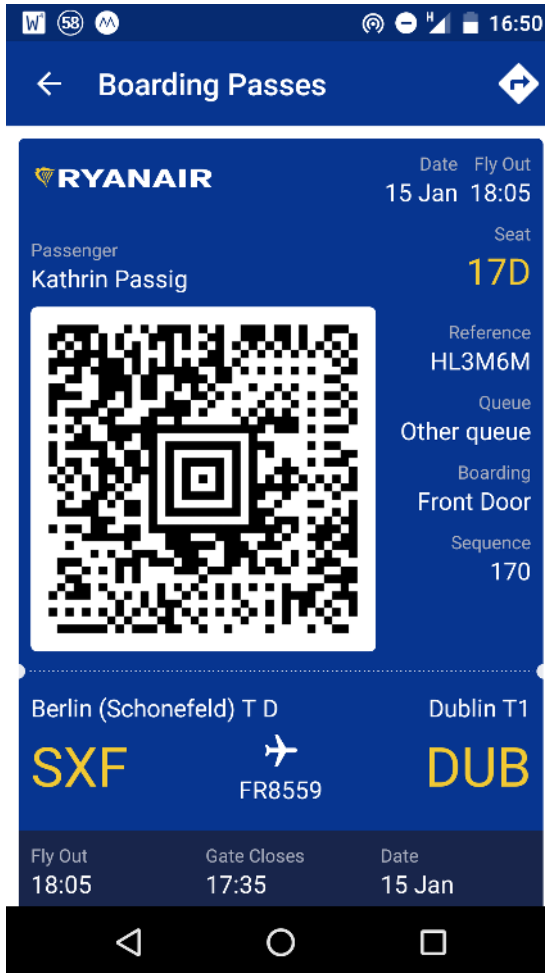 W 58 H 16:50
Boarding Passes
RYANAIR
Date Fly Out
15 Jan 18:05
Seat
17D
Passenger
Kathrin Passig
Reference
HL3M6M
Queue
Other queue
Boarding
Front Door
Sequence
170
Berlin (Schonefeld) T D Dublin T1
SXF DUB
FR8559
Fly Out Gate Closes Date
18:05 17:35 15 Jan